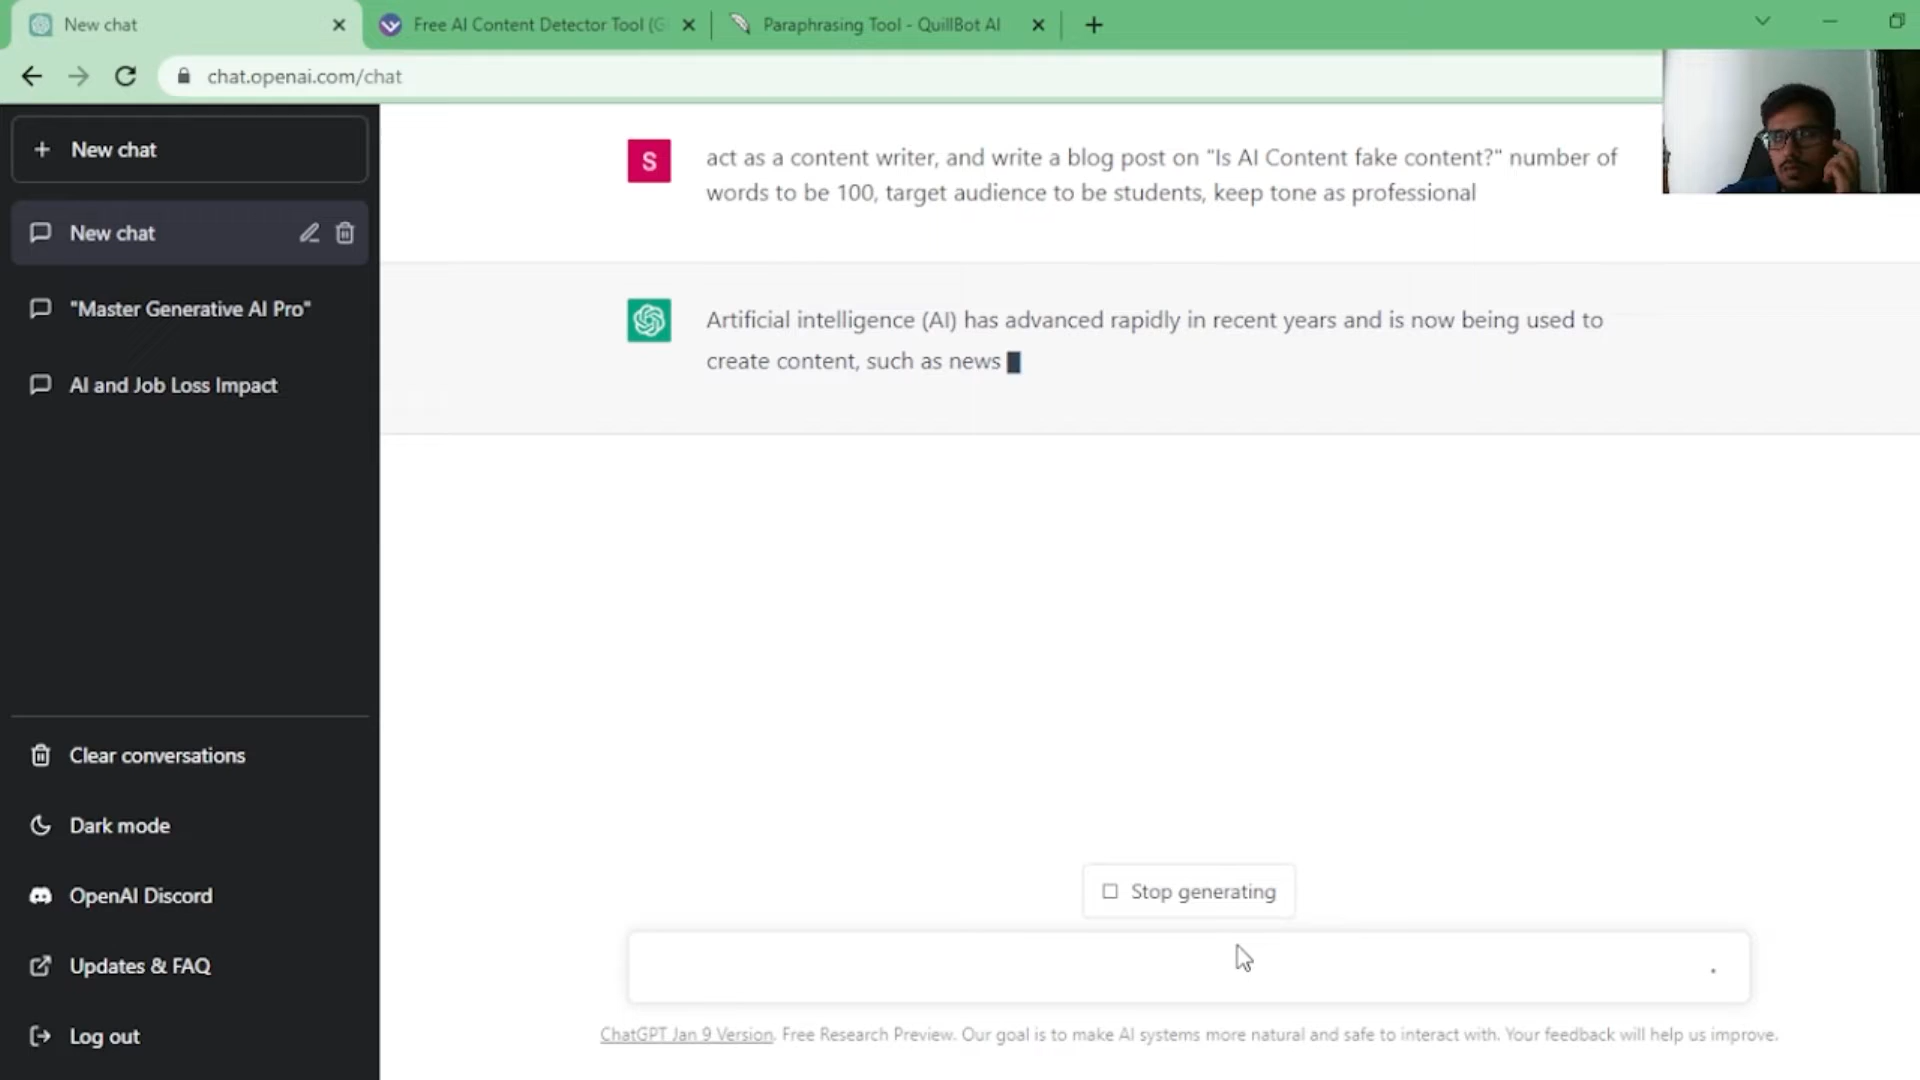 New chat
Free AI Content Detector Tool (G
Paraphrasing Tool - QuillBot AI
chat.openai.com/chat
New chat
New chat
"Master Generative AI Pro"
AI and Job Loss Impact
Clear conversations
Dark mode
OpenAI Discord
Updates & FAQ
Log out
S
act as a content writer, and write a blog post on "Is AI Content fake content?" number of
words to be 100, target audience to be students, keep tone as professional
Artificial intelligence (AI) has advanced rapidly in recent years and is now being used to
create content, such as news
Stop generating
ChatGPT Jan 9 Version. Free Research Preview. Our goal is to make AI systems more natural and safe to interact with. Your feedback will help us improve.